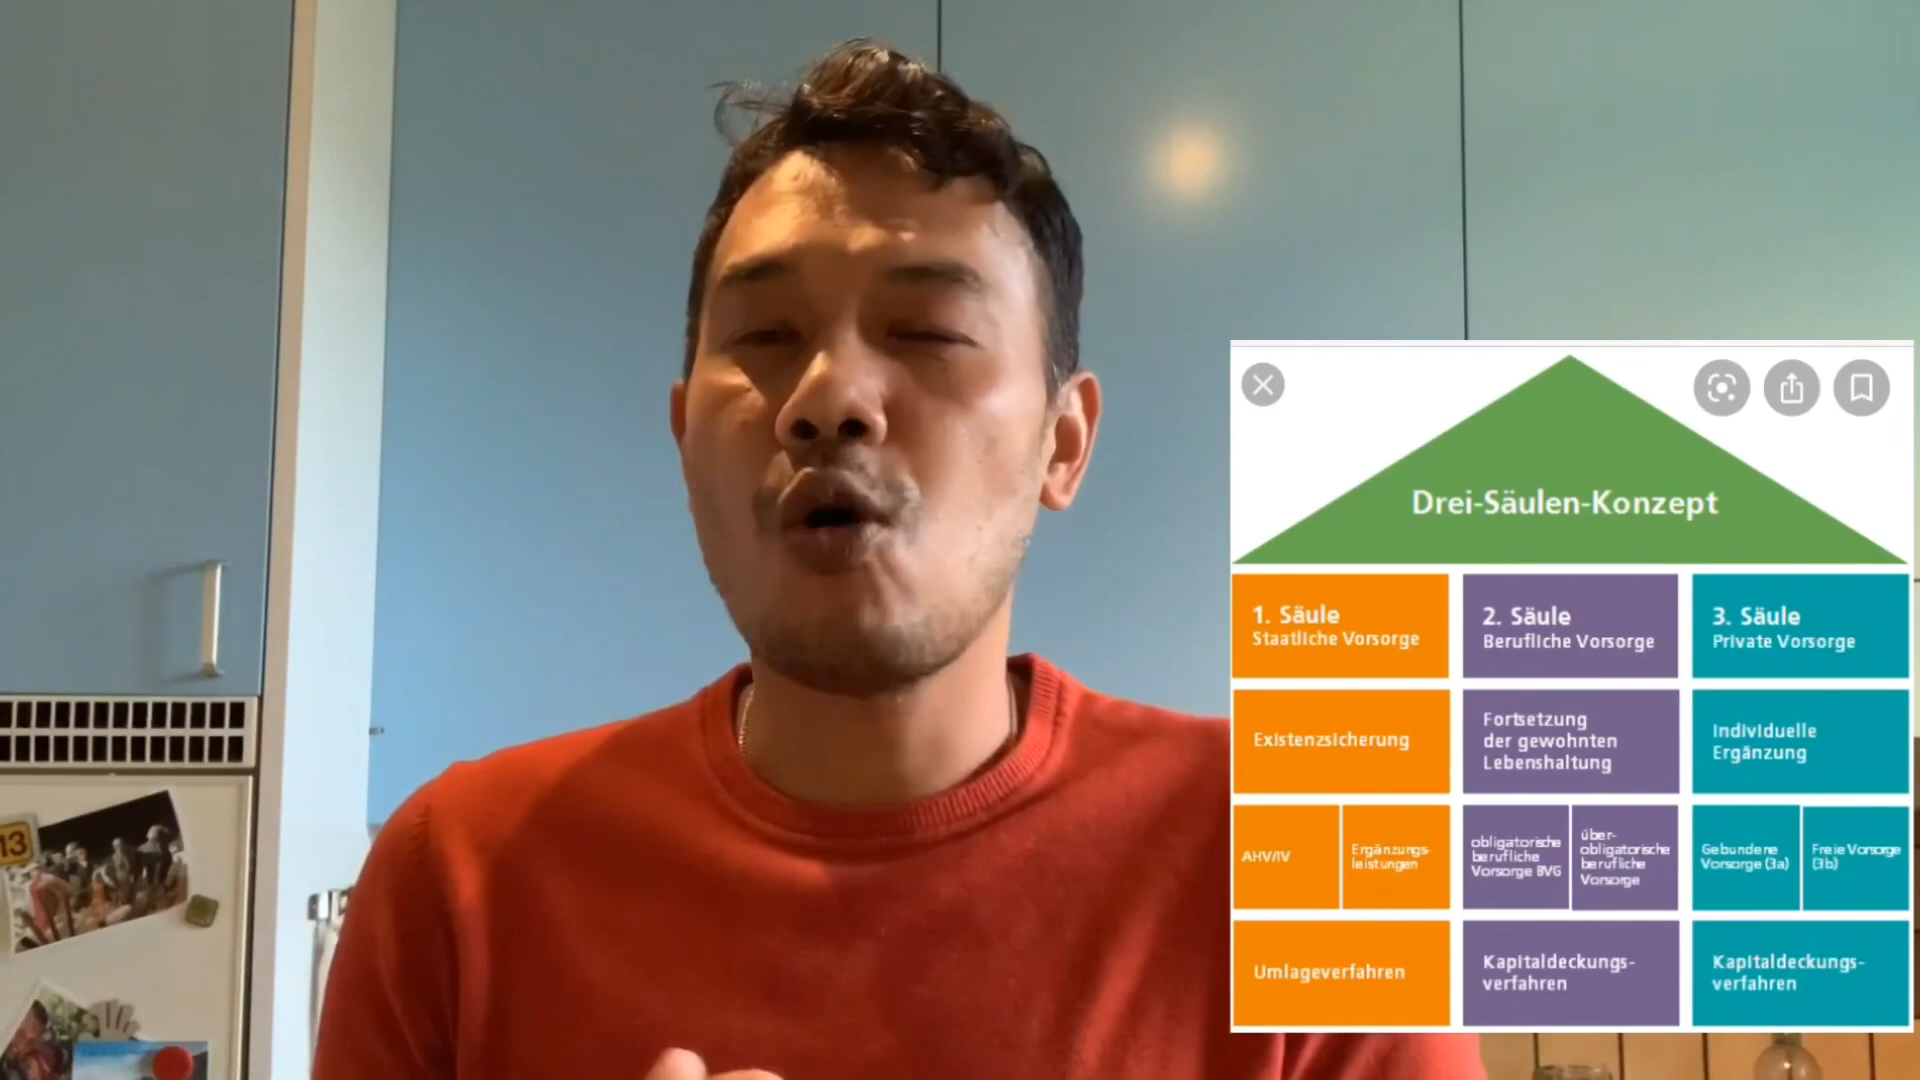 13
Drei-Säulen-Konzept
1. Säule
Staatliche Vorsorge
2. Säule
Berufliche Vorsorge
3. Säule
Private Vorsorge
Existenzsicherung
Fortsetzung
der gewohnten
Lebenshaltung
Individuelle
Ergänzung
AHV/IV
Ergänzungs-
leistungen
obligatorische
berufliche
Vorsorge BVG
über-
obligatorische
berufliche
Vorsorge
Gebundene
Vorsorge (3a)
Freie Vorsorge
(3b)
Umlageverfahren
Kapitaldeckungs-
verfahren
Kapitaldeckungs-
verfahren